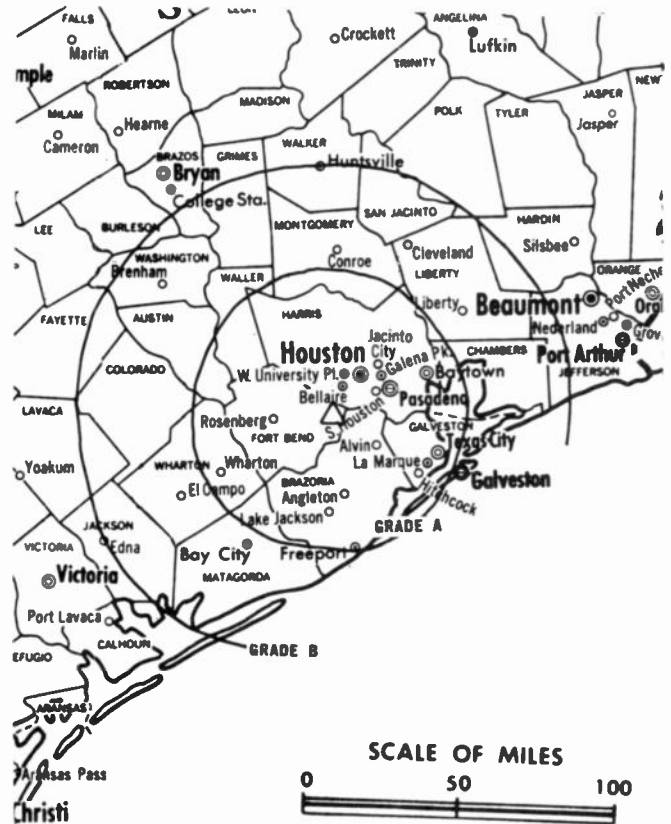 FALLS
Marlin
Crockett
ANGELINA
Lufkin
mple
ROBERTSON
TRINITY
MADISON
POLK
TYLER
JASPER
NEW
MILAM
Hearne
Jasper
Cameron
WALKER
BRAZOS
GRIMES
Huntsville
Bryan
College Sta.
LEE
BURLESON
MONTGOMERY
SAN JACINTO
HARDIN
WASHINGTON
Conroe
Cleveland
Silsbee
Brenham
WALLER
LIBERTY
ORANGE
FAYETTE
AUSTIN
HARRIS
Liberty
Beaumont
Port Neche
Ora
Nederland
Grov
Jacinto
City
COLORADO
Houston
Galena Pk.
CHAMBERS
Port Arthur
W. University Pl.
Baytown
JEFFERSON
Bellaire
Pasadena
LAVACA
Rosenberg
S. Houston
GALVESTON
FORT BEND
Alvin
Texas City
Yoakum
WHARTON
Wharton
La Marque
El Campo
BRAZORIA
Galveston
Angleton
Hitchcock
Lake Jackson
GRADE A
JACKSON
Edna
VICTORIA
Bay City
Freeport
Victoria
MATAGORDA
Port Lavaca
CALHOUN
GRADE B
EFUGIO
ARANSAS
SCALE OF MILES
Aransas Pass
0 50 100
Christi